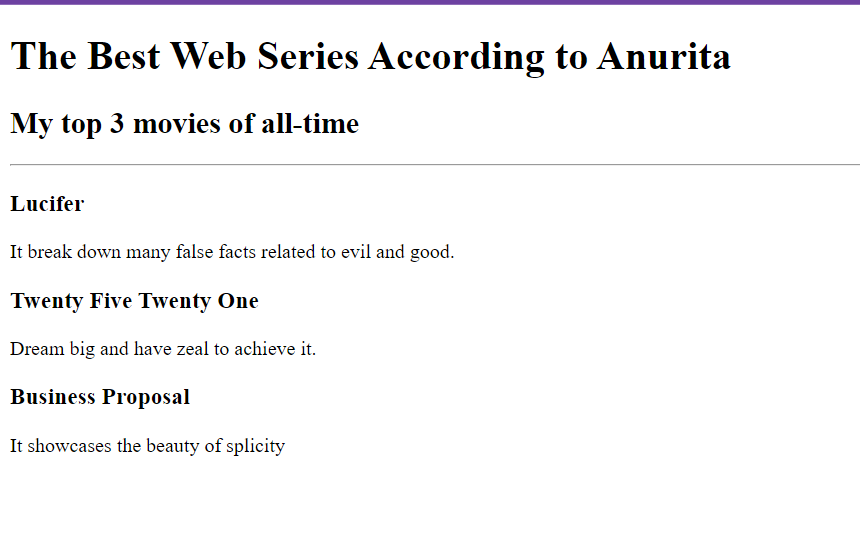 The Best Web Series According to Anurita
My top 3 movies of all-time
Lucifer
It break down many false facts related to evil and good.
Twenty Five Twenty One
Dream big and have zeal to achieve it.
Business Proposal
It showcases the beauty of splicity